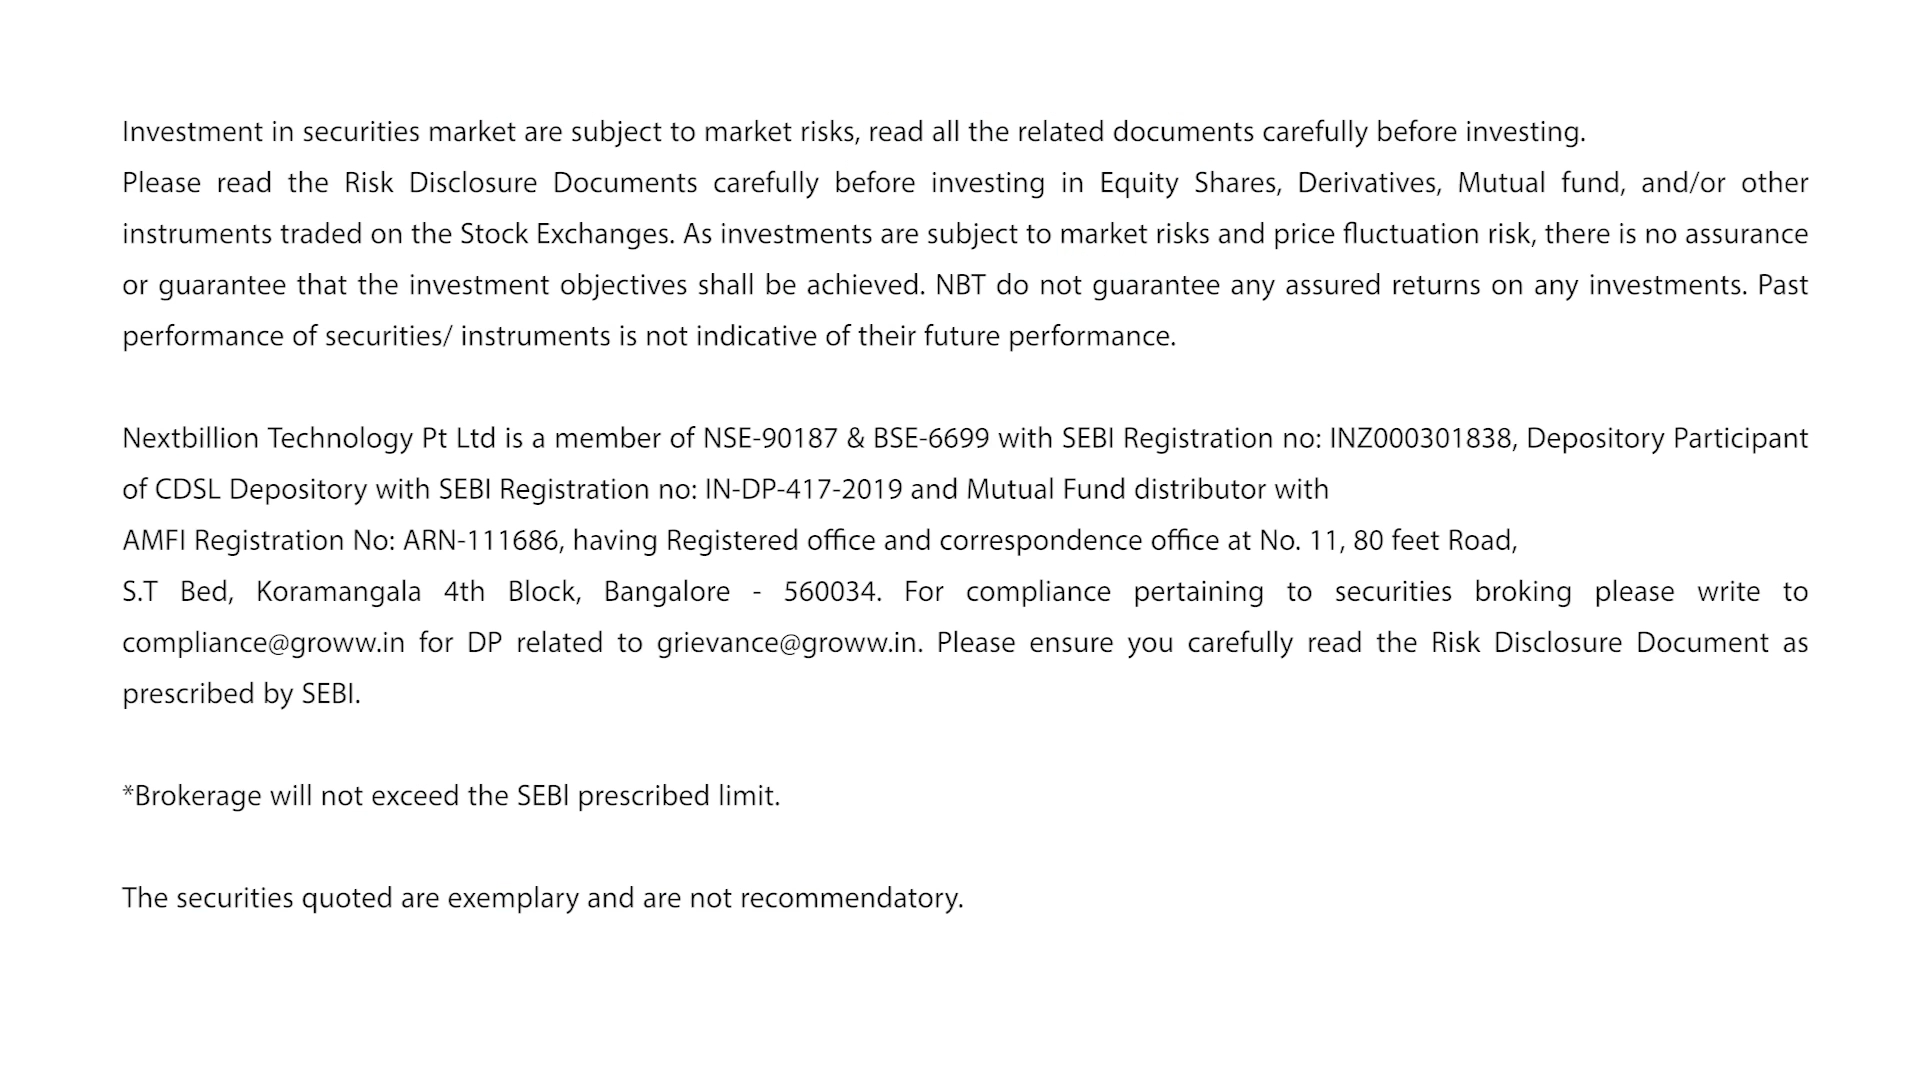 Investment in securities market are subject to market risks, read all the related documents carefully before investing.
Please read the Risk Disclosure Documents carefully before investing in Equity Shares, Derivatives, Mutual fund, and/or other
instruments traded on the Stock Exchanges. As investments are subject to market risks and price fluctuation risk, there is no assurance
or guarantee that the investment objectives shall be achieved. NBT do not guarantee any assured returns on any investments. Past
performance of securities/ instruments is not indicative of their future performance.
Nextbillion Technology Pt Ltd is a member of NSE-90187 & BSE-6699 with SEBI Registration no: INZ000301838, Depository Participant
of CDSL Depository with SEBI Registration no: IN-DP-417-2019 and Mutual Fund distributor with
AMFI Registration No: ARN-111686, having Registered office and correspondence office at No. 11, 80 feet Road,
S.T Bed, Koramangala 4th Block, Bangalore - 560034. For compliance pertaining to securities broking please write to
compliance@groww.in for DP related to grievance@groww.in. Please ensure you carefully read the Risk Disclosure Document as
prescribed by SEBI.
*Brokerage will not exceed the SEBI prescribed limit.
The securities quoted are exemplary and are not recommendatory.